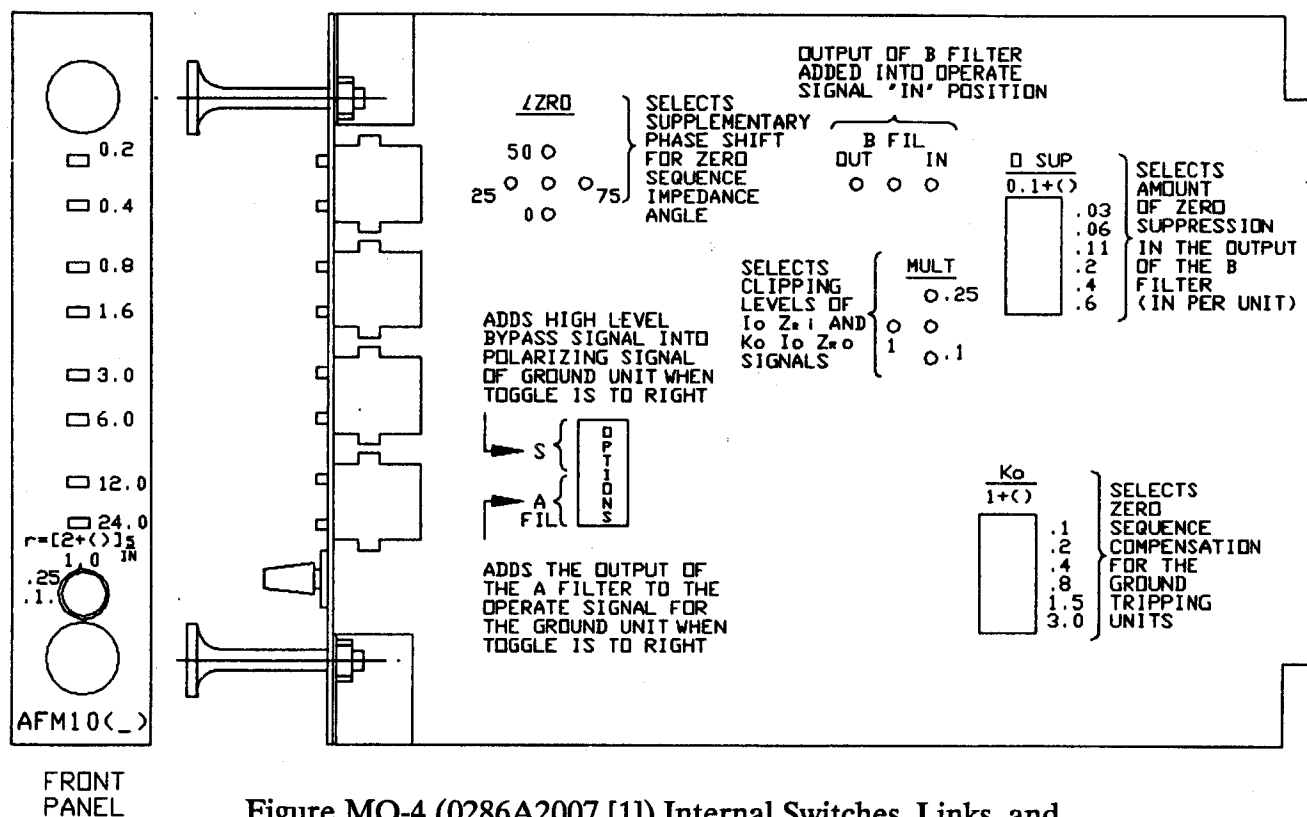 0.2
0.4
0.8
1.6
3.0
6.0
12.0
24.0
r=[2+()]s/IN
1.0
.25
.1
AFM10(_)
FRONT
PANEL
∠ZRO
50
25
75
0
SELECTS
SUPPLEMENTARY
PHASE SHIFT
FOR ZERO
SEQUENCE
IMPEDANCE
ANGLE
OUTPUT OF B FILTER
ADDED INTO OPERATE
SIGNAL "IN" POSITION
B FIL
OUT IN
0 SUP
0.1+()
.03
.06
.11
.2
.4
.6
SELECTS
AMOUNT
OF ZERO
SUPPRESSION
IN THE OUTPUT
OF THE B
FILTER
(IN PER UNIT)
SELECTS
CLIPPING
LEVELS OF
Io ZR1 AND
Ko Io ZRo
SIGNALS
MULT
.25
1
.1
ADDS HIGH LEVEL
BYPASS SIGNAL INTO
POLARIZING SIGNAL
OF GROUND UNIT WHEN
TOGGLE IS TO RIGHT
S
A
FIL
OPTIONS
ADDS THE OUTPUT OF
THE A FILTER TO THE
OPERATE SIGNAL FOR
THE GROUND UNIT WHEN
TOGGLE IS TO RIGHT
Ko
1+()
.1
.2
.4
.8
1.5
3.0
SELECTS
ZERO
SEQUENCE
COMPENSATION
FOR THE
GROUND
TRIPPING
UNITS
Figure MO-4 (0286A2007 [1]) Internal Switches, Links, and